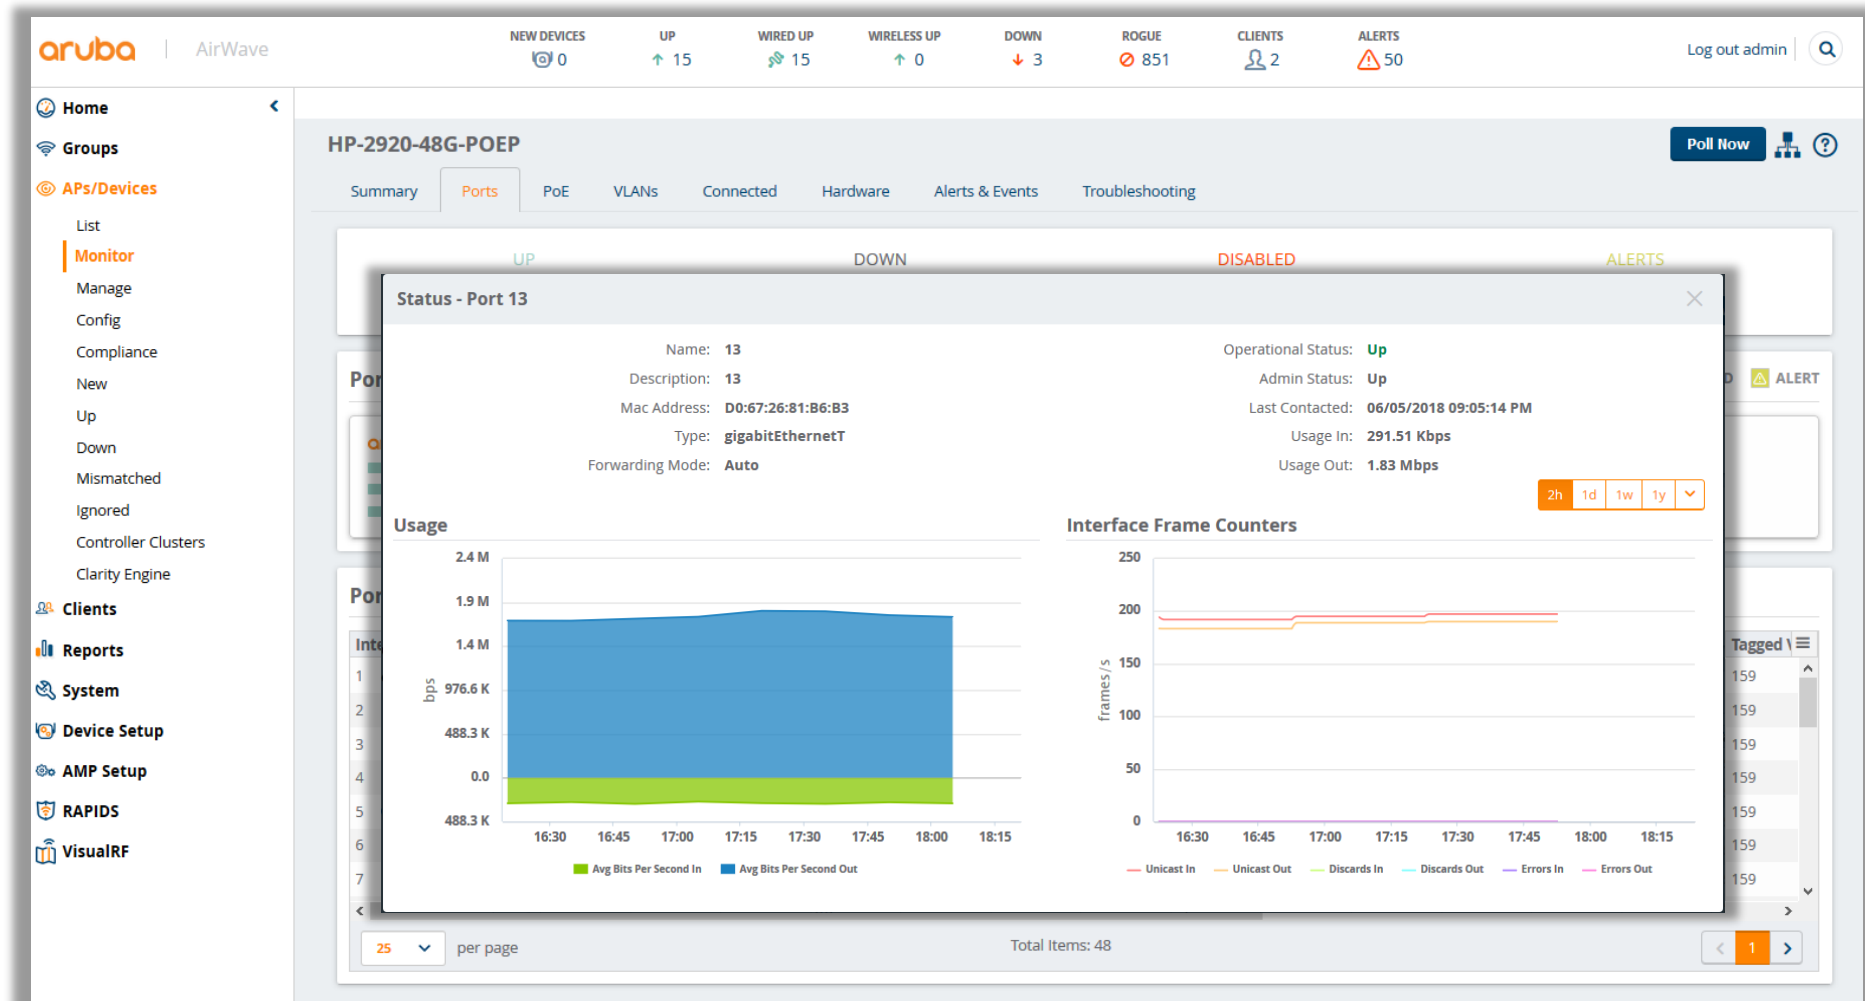 aruba AirWave
NEW DEVICES UP WIRED UP WIRELESS UP DOWN ROGUE CLIENTS ALERTS
0 15 15 0 3 851 2 50
Log out admin
Home
Groups
APs/Devices
List
Monitor
Manage
Config
Compliance
New
Up
Down
Mismatched
Ignored
Controller Clusters
Clarity Engine
Clients
Reports
System
Device Setup
AMP Setup
RAPIDS
VisualRF
HP-2920-48G-POEP
Poll Now
Summary Ports PoE VLANs Connected Hardware Alerts & Events Troubleshooting
UP DOWN DISABLED ALERTS
Status - Port 13
Name: 13
Description: 13
Mac Address: D0:67:26:81:B6:B3
Type: gigabitEthernetT
Forwarding Mode: Auto
Operational Status: Up
Admin Status: Up
Last Contacted: 06/05/2018 09:05:14 PM
Usage In: 291.51 Kbps
Usage Out: 1.83 Mbps
2h 1d 1w 1y
Usage
2.4 M
1.9 M
1.4 M
976.6 K
488.3 K
0.0
488.3 K
bps
16:30 16:45 17:00 17:15 17:30 17:45 18:00 18:15
Avg Bits Per Second In Avg Bits Per Second Out
Interface Frame Counters
250
200
150
100
50
0
frames/s
16:30 16:45 17:00 17:15 17:30 17:45 18:00 18:15
Unicast In Unicast Out Discards In Discards Out Errors In Errors Out
ALERT
Tagged
1 159
2 159
3 159
4 159
5 159
6 159
7 159
25 per page
Total Items: 48
1